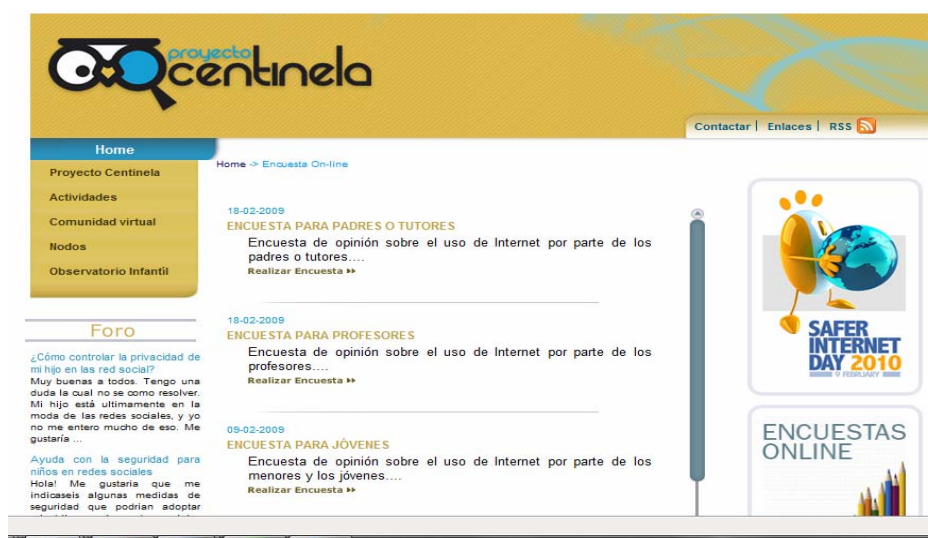 proyecto
centinela
Contactar | Enlaces | RSS
Home
Proyecto Centinela
Actividades
Comunidad virtual
Nodos
Observatorio Infantil
Foro
¿Cómo controlar la privacidad de
mi hijo en las red social?
Muy buenas a todos. Tengo una
duda la cual no se como resolver.
Mi hijo está ultimamente en la
moda de las redes sociales, y yo
no me entero mucho de eso. Me
gustaría ...
Ayuda con la seguridad para
niños en redes sociales
Hola! Me gustaria que me
indicaseis algunas medidas de
seguridad que podrian adoptar
Home -> Encuesta On-line
18-02-2009
ENCUESTA PARA PADRES O TUTORES
Encuesta de opinión sobre el uso de Internet por parte de los
padres o tutores....
Realizar Encuesta
18-02-2009
ENCUESTA PARA PROFESORES
Encuesta de opinión sobre el uso de Internet por parte de los
profesores....
Realizar Encuesta
09-02-2009
ENCUESTA PARA JÓVENES
Encuesta de opinión sobre el uso de Internet por parte de los
menores y los jóvenes....
Realizar Encuesta
SAFER
INTERNET
DAY 2010
9 FEBRUARY
ENCUESTAS
ONLINE